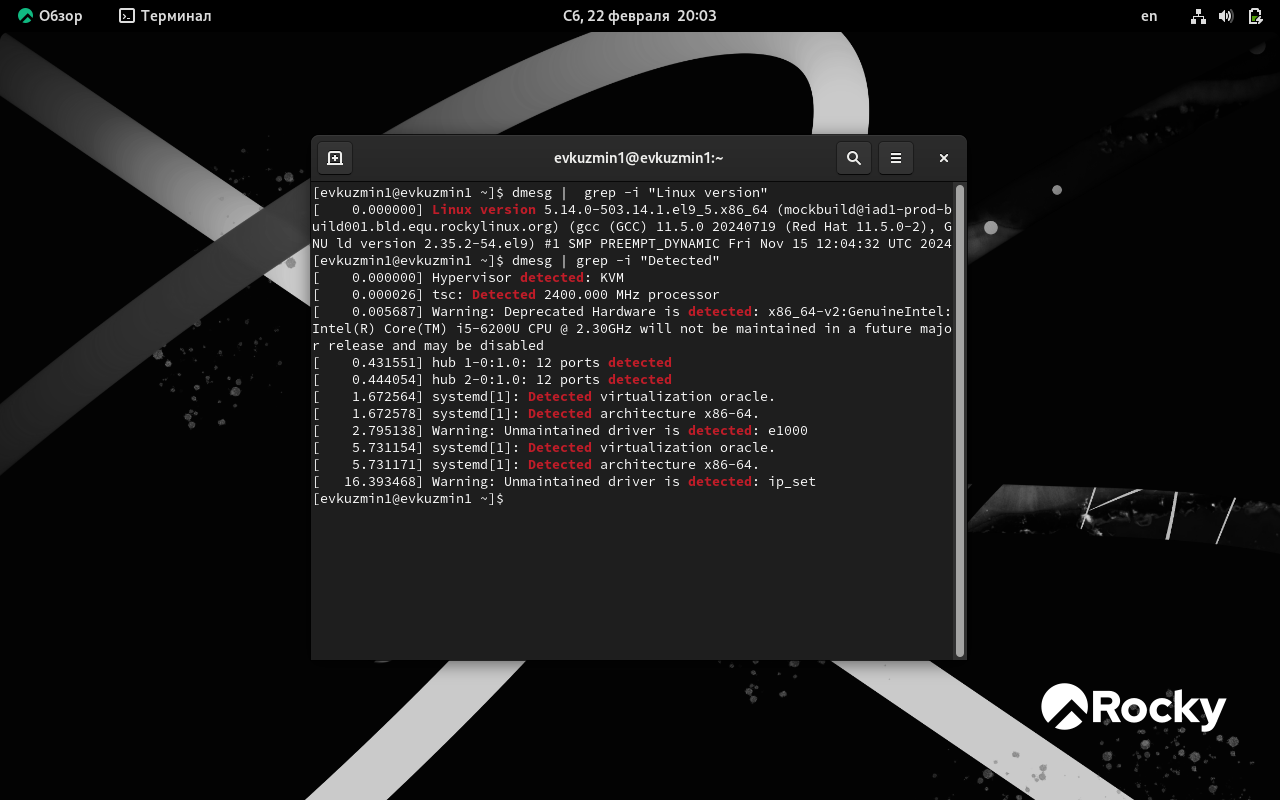 Обзор Терминал Сб, 22 февраля 20:03 en
evkuzmin1@evkuzmin1:~
[evkuzmin1@evkuzmin1 ~]$ dmesg |  grep -i "Linux version"
[    0.000000] Linux version 5.14.0-503.14.1.el9_5.x86_64 (mockbuild@iad1-prod-b
uild001.bld.equ.rockylinux.org) (gcc (GCC) 11.5.0 20240719 (Red Hat 11.5.0-2), G
NU ld version 2.35.2-54.el9) #1 SMP PREEMPT_DYNAMIC Fri Nov 15 12:04:32 UTC 2024
[evkuzmin1@evkuzmin1 ~]$ dmesg | grep -i "Detected"
[    0.000000] Hypervisor detected: KVM
[    0.000026] tsc: Detected 2400.000 MHz processor
[    0.005687] Warning: Deprecated Hardware is detected: x86_64-v2:GenuineIntel:
Intel(R) Core(TM) i5-6200U CPU @ 2.30GHz will not be maintained in a future majo
r release and may be disabled
[    0.431551] hub 1-0:1.0: 12 ports detected
[    0.444054] hub 2-0:1.0: 12 ports detected
[    1.672564] systemd[1]: Detected virtualization oracle.
[    1.672578] systemd[1]: Detected architecture x86-64.
[    2.795138] Warning: Unmaintained driver is detected: e1000
[    5.731154] systemd[1]: Detected virtualization oracle.
[    5.731171] systemd[1]: Detected architecture x86-64.
[   16.393468] Warning: Unmaintained driver is detected: ip_set
[evkuzmin1@evkuzmin1 ~]$
Rocky